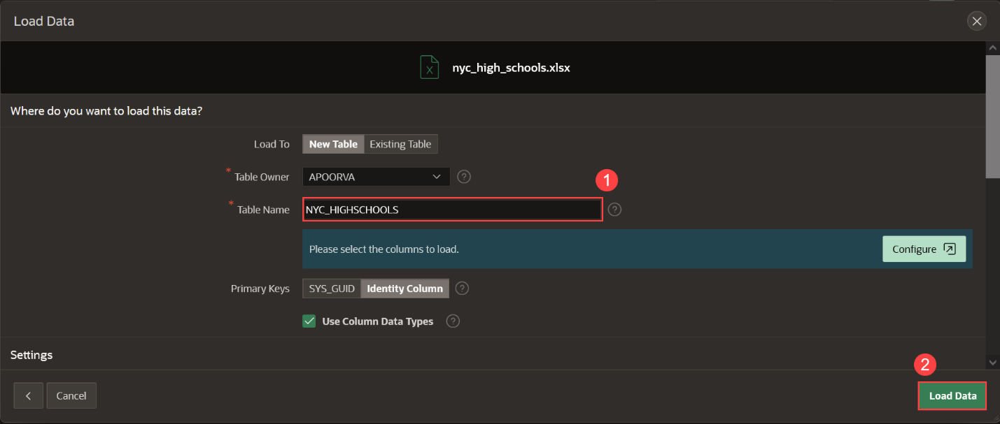 Load Data
X nyc_high_schools.xlsx
Where do you want to load this data?
Load To New Table Existing Table
* Table Owner APOORVA ?
1
* Table Name NYC_HIGHSCHOOLS ?
Please select the columns to load. Configure
Primary Keys SYS_GUID Identity Column ?
Use Column Data Types ?
Settings
2
Cancel Load Data